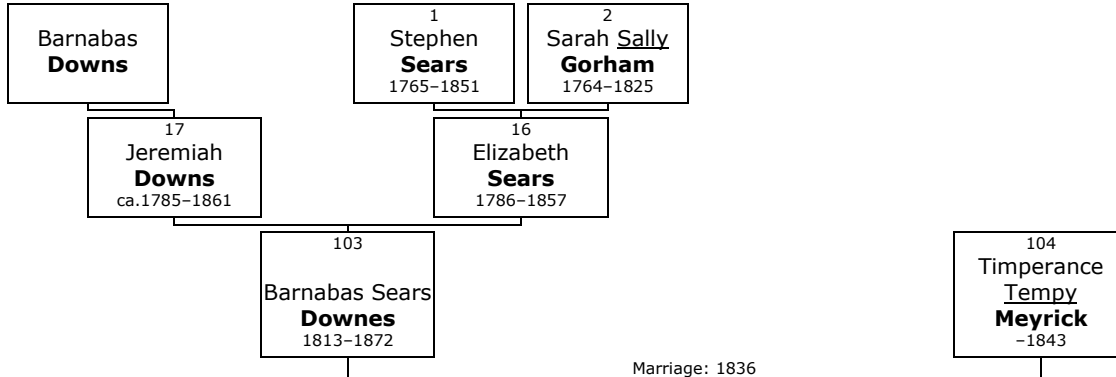 Barnabas
Downs
1
Stephen
Sears
1765–1851
2
Sarah Sally
Gorham
1764–1825
17
Jeremiah
Downs
ca.1785–1861
16
Elizabeth
Sears
1786–1857
103
Barnabas Sears
Downes
1813–1872
104
Timperance
Tempy
Meyrick
–1843
Marriage: 1836